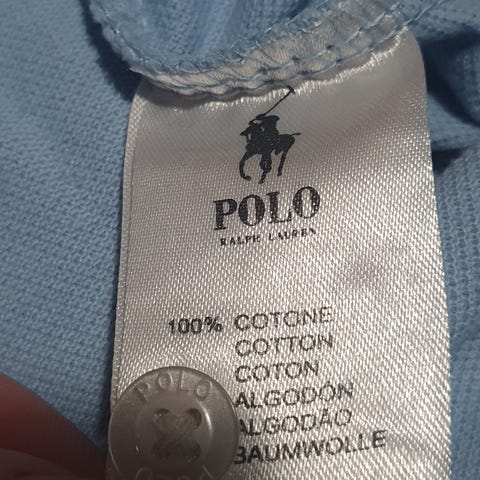 POLO
RALPH LAUREN
100% COTONE
COTTON
COTON
ALGODÓN
ALGODÃO
BAUMWOLLE
POLO